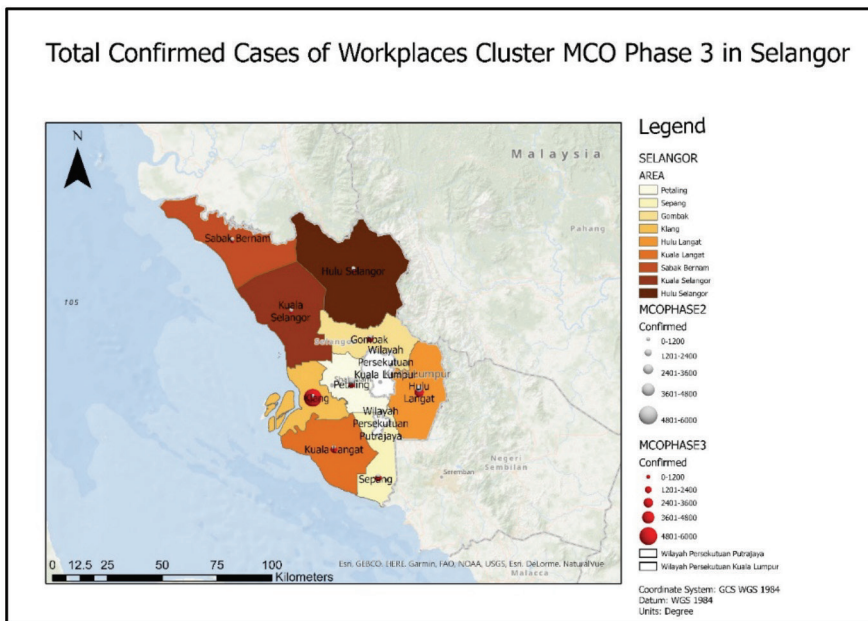 Total Confirmed Cases of Workplaces Cluster MCO Phase 3 in Selangor
N
Malaysia
Pahang
105
Sabak Bernam
Hulu Selangor
Kuala
Selangor
Gombak
Wilayah
Persekutuan
Kuala Lumpur
Petaling
Hulu
Langat
Klang
Wilayah
Persekutuan
Putrajaya
Kuala Langat
Sepang
Negeri
Sembilan
Seremban
Malacca
0 12.5 25 50 75 100
Kilometers
Esri, GEBCO, HERE, Garmin, FAO, NOAA, USGS, Esri, DeLorme, NaturalVue
Legend
SELANGOR
AREA
Petaling
Sepang
Gombak
Klang
Hulu Langat
Kuala Langat
Sabak Bernam
Kuala Selangor
Hulu Selangor
MCOPHASE2
Confirmed
0-1200
1201-2400
2401-3600
3601-4800
4801-6000
MCOPHASE3
Confirmed
0-1200
1201-2400
2401-3600
3601-4800
4801-6000
Wilayah Persekutuan Putrajaya
Wilayah Persekutuan Kuala Lumpur
Coordinate System: GCS WGS 1984
Datum: WGS 1984
Units: Degree